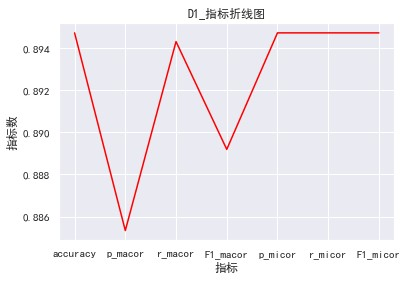 D1_指标折线图
0.894
0.892
0.890
0.888
0.886
指标数
accuracy p_macor r_macor F1_macor p_micor r_micor F1_micor
指标